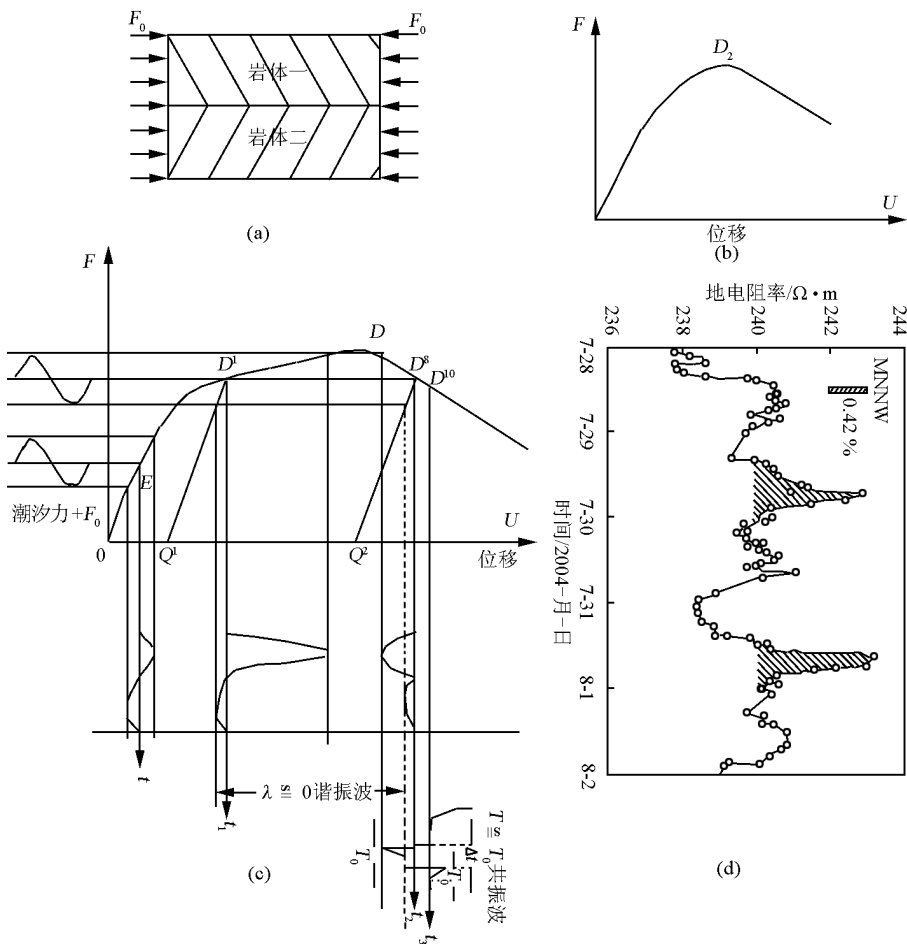 F₀
F₀
岩体一
岩体二
(a)
F
D₂
U
位移
(b)
F
D
D¹
D⁸
D¹⁰
E
潮汐力+F₀
0
Q¹
Q²
U
位移
t
t₁
λ ≌ 0谐振波
T₀
T₀
Δt
T ≌ T₀共振波
t₂
t₃
(c)
地电阻率/Ω·m
236
238
240
242
244
MNNW
0.42 %
时间/2004-月-日
7-28
7-29
7-30
7-31
8-1
8-2
(d)